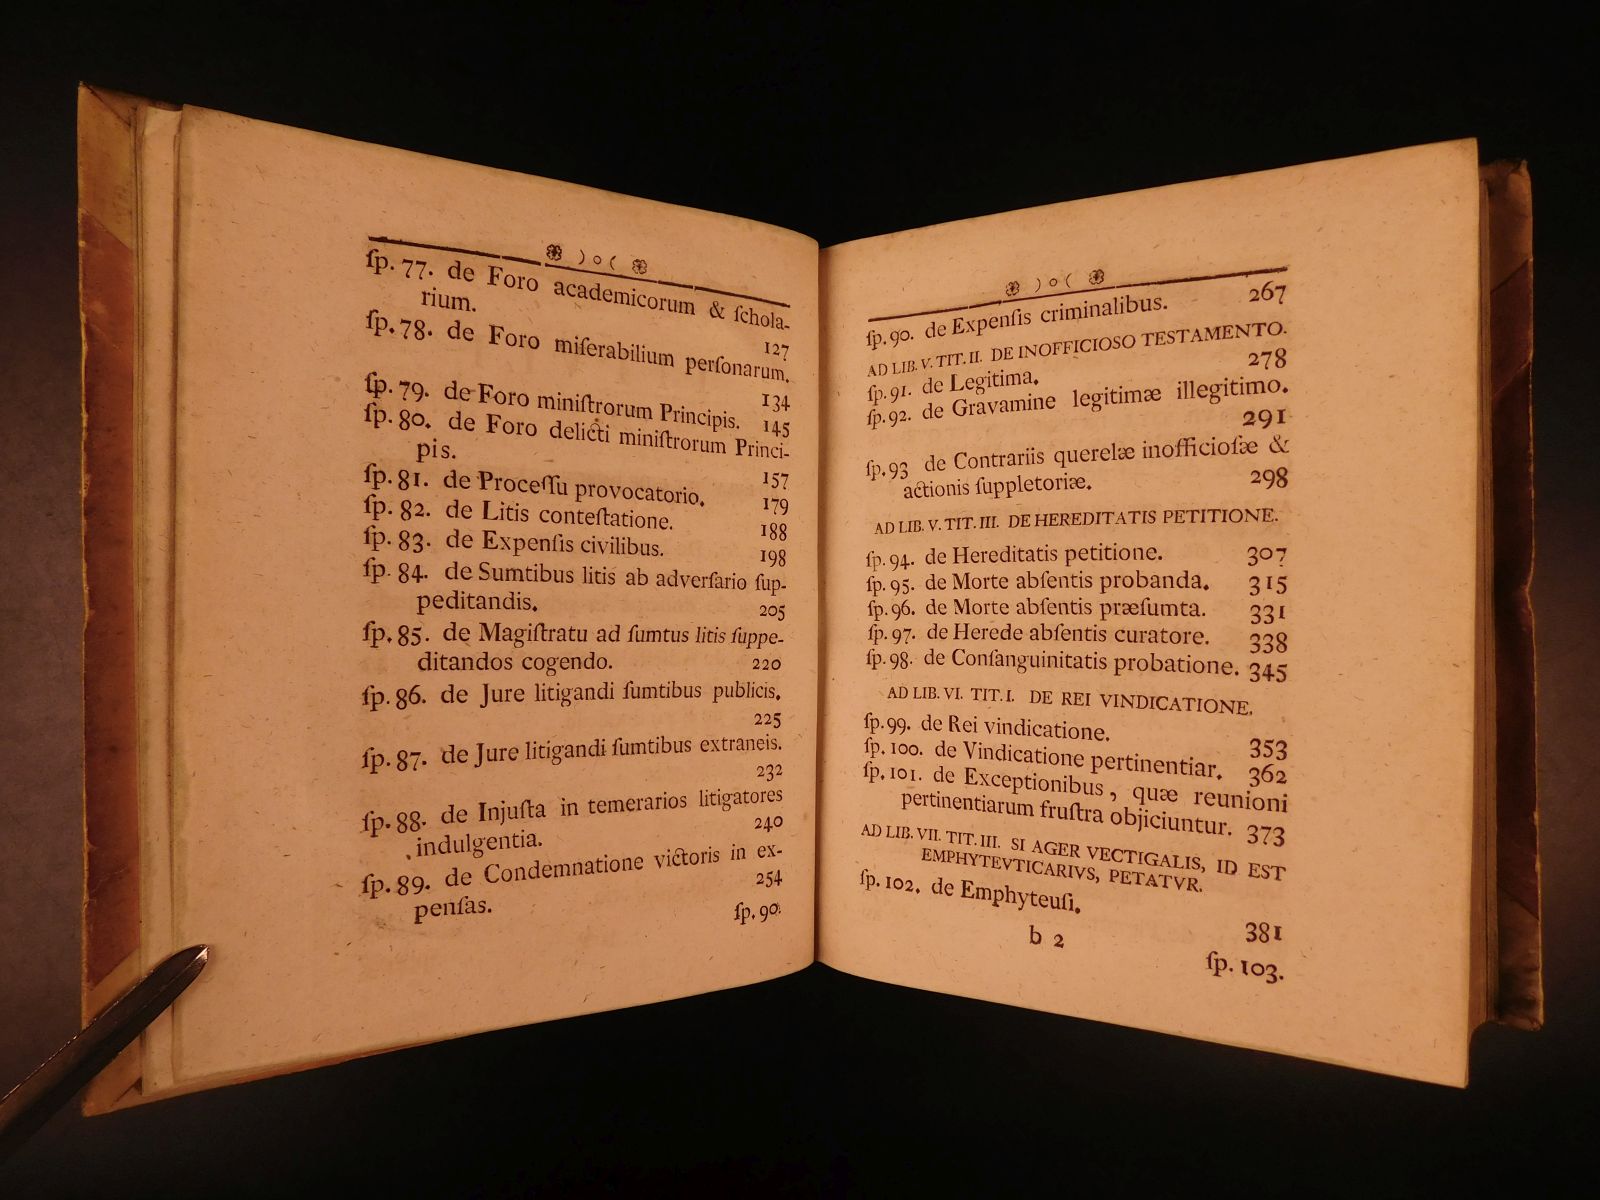 ) o (
ſp. 77. de Foro academicorum & ſchola-
rium. 127
ſp. 78. de Foro miſerabilium perſonarum.
134
ſp. 79. de Foro miniſtrorum Principis. 145
ſp. 80. de Foro delicti miniſtrorum Princi-
pis. 157
ſp. 81. de Proceſſu provocatorio. 179
ſp. 82. de Litis conteſtatione. 188
ſp. 83. de Expenſis civilibus. 198
ſp. 84. de Sumtibus litis ab adverſario ſup-
peditandis. 205
ſp. 85. de Magiſtratu ad ſumtus litis ſuppe-
ditandos cogendo. 220
ſp. 86. de Jure litigandi ſumtibus publicis.
225
ſp. 87. de Jure litigandi ſumtibus extraneis.
232
ſp. 88. de Injuſta in temerarios litigatores
indulgentia. 240
ſp. 89. de Condemnatione victoris in ex-
penſas. 254
ſp. 90.
) o (
ſp. 90. de Expenſis criminalibus. 267
AD LIB. V. TIT. II. DE INOFFICIOSO TESTAMENTO.
ſp. 91. de Legitima. 278
ſp. 92. de Gravamine legitimæ illegitimo.
291
ſp. 93 de Contrariis querelæ inofficioſæ &
actionis ſuppletoriæ. 298
AD LIB. V. TIT. III. DE HEREDITATIS PETITIONE.
ſp. 94. de Hereditatis petitione. 307
ſp. 95. de Morte abſentis probanda. 315
ſp. 96. de Morte abſentis præſumta. 331
ſp. 97. de Herede abſentis curatore. 338
ſp. 98. de Conſanguinitatis probatione. 345
AD LIB. VI. TIT. I. DE REI VINDICATIONE.
ſp. 99. de Rei vindicatione. 353
ſp. 100. de Vindicatione pertinentiar. 362
ſp. 101. de Exceptionibus, quæ reunioni
pertinentiarum fruſtra objiciuntur. 373
AD LIB. VII. TIT. III. SI AGER VECTIGALIS, ID EST
EMPHYTEVTICARIVS, PETATVR.
ſp. 102. de Emphyteuſi. 381
b 2
ſp. 103.